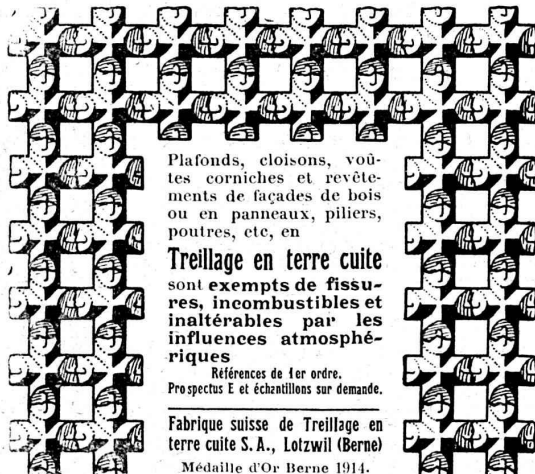 Plafonds, cloisons, voû-
tes corniches et revête-
ments de façades de bois
ou en panneaux, piliers,
poutres, etc, en
Treillage en terre cuite
sont exempts de fissu-
res, incombustibles et
inaltérables par les
influences atmosphé-
riques
Références de 1er ordre.
Prospectus E et échantillons sur demande.
Fabrique suisse de Treillage en
terre cuite S. A., Lotzwil (Berne)
Médaille d'Or Berne 1914.